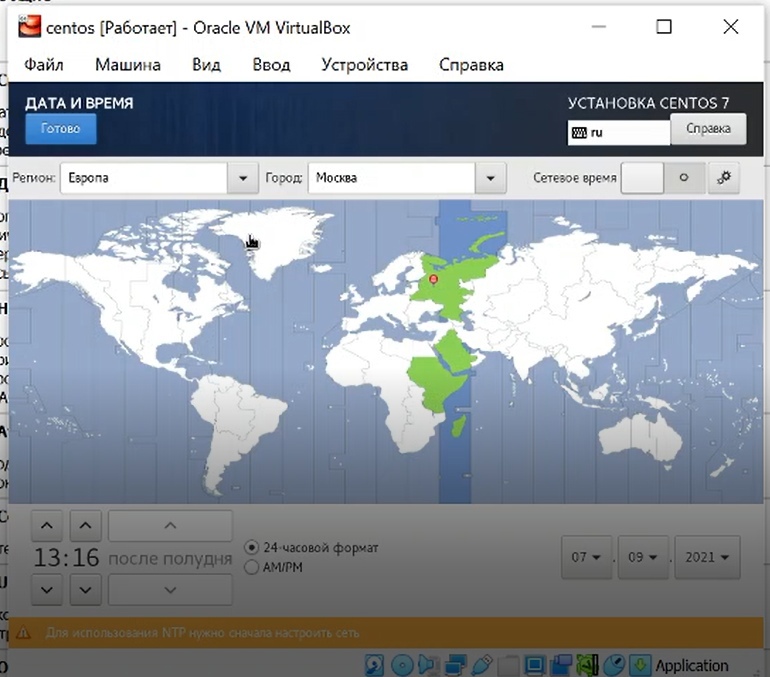 centos [Работает] - Oracle VM VirtualBox
Файл Машина Вид Ввод Устройства Справка
ДАТА И ВРЕМЯ
УСТАНОВКА CENTOS 7
Готово
ru
Справка
Регион: Европа Город: Москва Сетевое время
13:16 после полудня
24-часовой формат
AM/PM
07 . 09 . 2021
Для использования NTP нужно сначала настроить сеть
Application